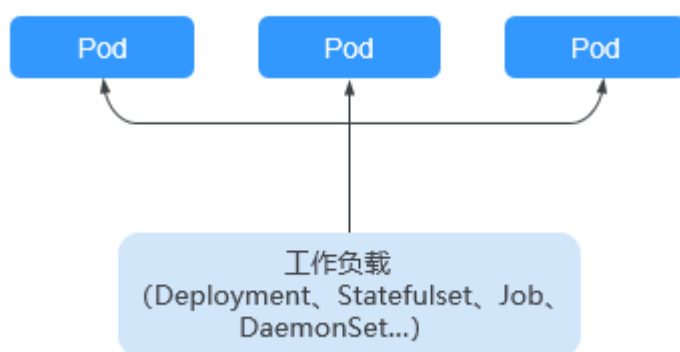 Pod
Pod
Pod
工作负载
（Deployment、Statefulset、Job、
DaemonSet...）